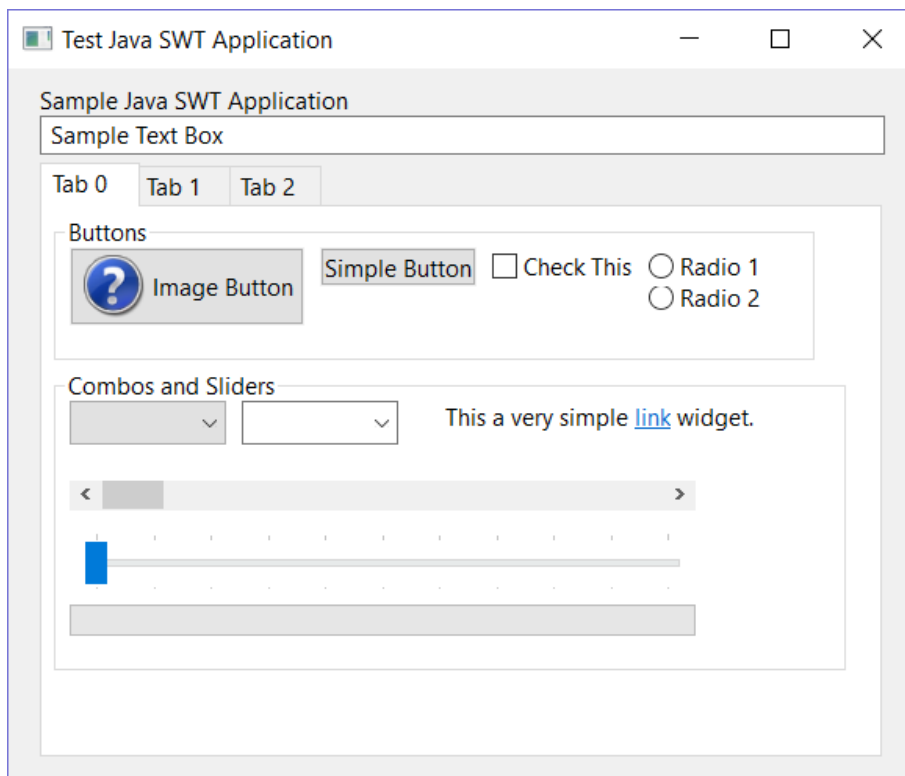 Test Java SWT Application
Sample Java SWT Application
Sample Text Box
Tab 0 Tab 1 Tab 2
Buttons
? Image Button Simple Button Check This Radio 1
Radio 2
Combos and Sliders
This a very simple link widget.